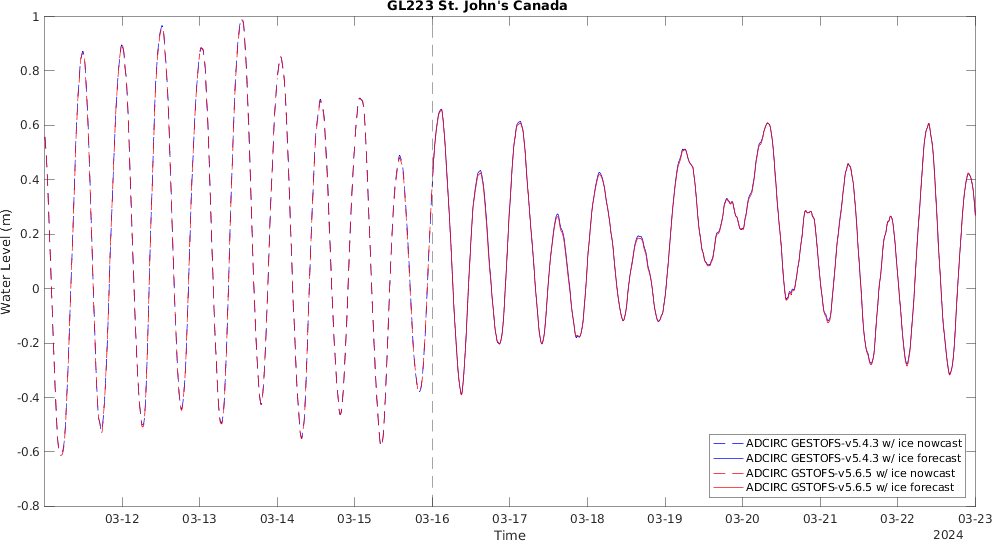 GL223 St. John's Canada
1
0.8
0.6
0.4
0.2
0
-0.2
-0.4
-0.6
-0.8
Water Level (m)
ADCIRC GESTOFS-v5.4.3 w/ ice nowcast
ADCIRC GESTOFS-v5.4.3 w/ ice forecast
ADCIRC GSTOFS-v5.6.5 w/ ice nowcast
ADCIRC GSTOFS-v5.6.5 w/ ice forecast
03-12 03-13 03-14 03-15 03-16 03-17 03-18 03-19 03-20 03-21 03-22 03-23
Time
2024